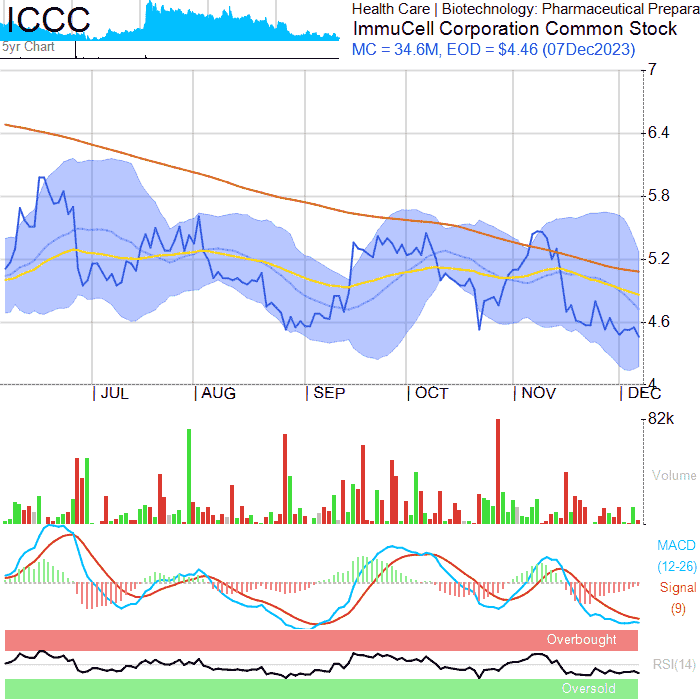 ICCC
5yr Chart
Health Care | Biotechnology: Pharmaceutical Prepara
ImmuCell Corporation Common Stock
MC = 34.6M, EOD = $4.46 (07Dec2023)
7
6.4
5.8
5.2
4.6
4
JUL AUG SEP OCT NOV DEC
82k
Volume
MACD
(12-26)
Signal
(9)
Overbought
RSI(14)
Oversold